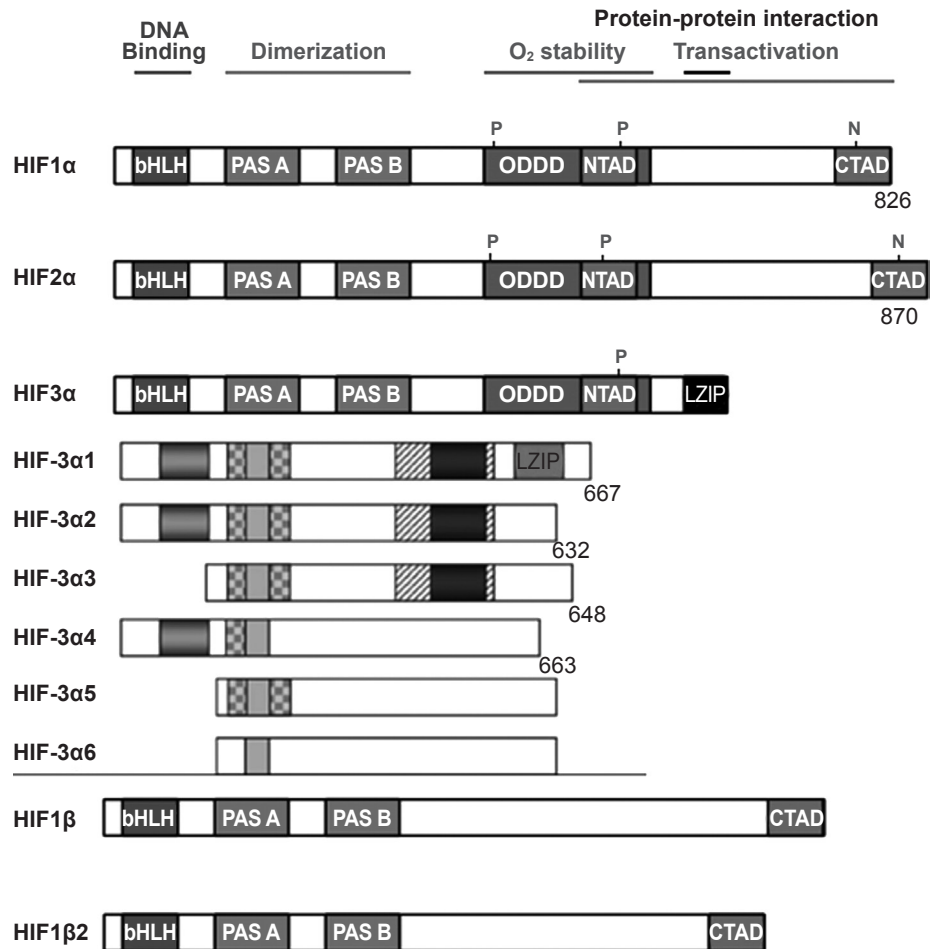 Protein-protein interaction
DNA
Binding Dimerization O₂ stability Transactivation
P P N
HIF1α bHLH PAS A PAS B ODDD NTAD CTAD
826
P P N
HIF2α bHLH PAS A PAS B ODDD NTAD CTAD
870
P
HIF3α bHLH PAS A PAS B ODDD NTAD LZIP
HIF-3α1 LZIP
667
HIF-3α2
632
HIF-3α3
648
HIF-3α4
663
HIF-3α5
HIF-3α6
HIF1β bHLH PAS A PAS B CTAD
HIF1β2 bHLH PAS A PAS B CTAD